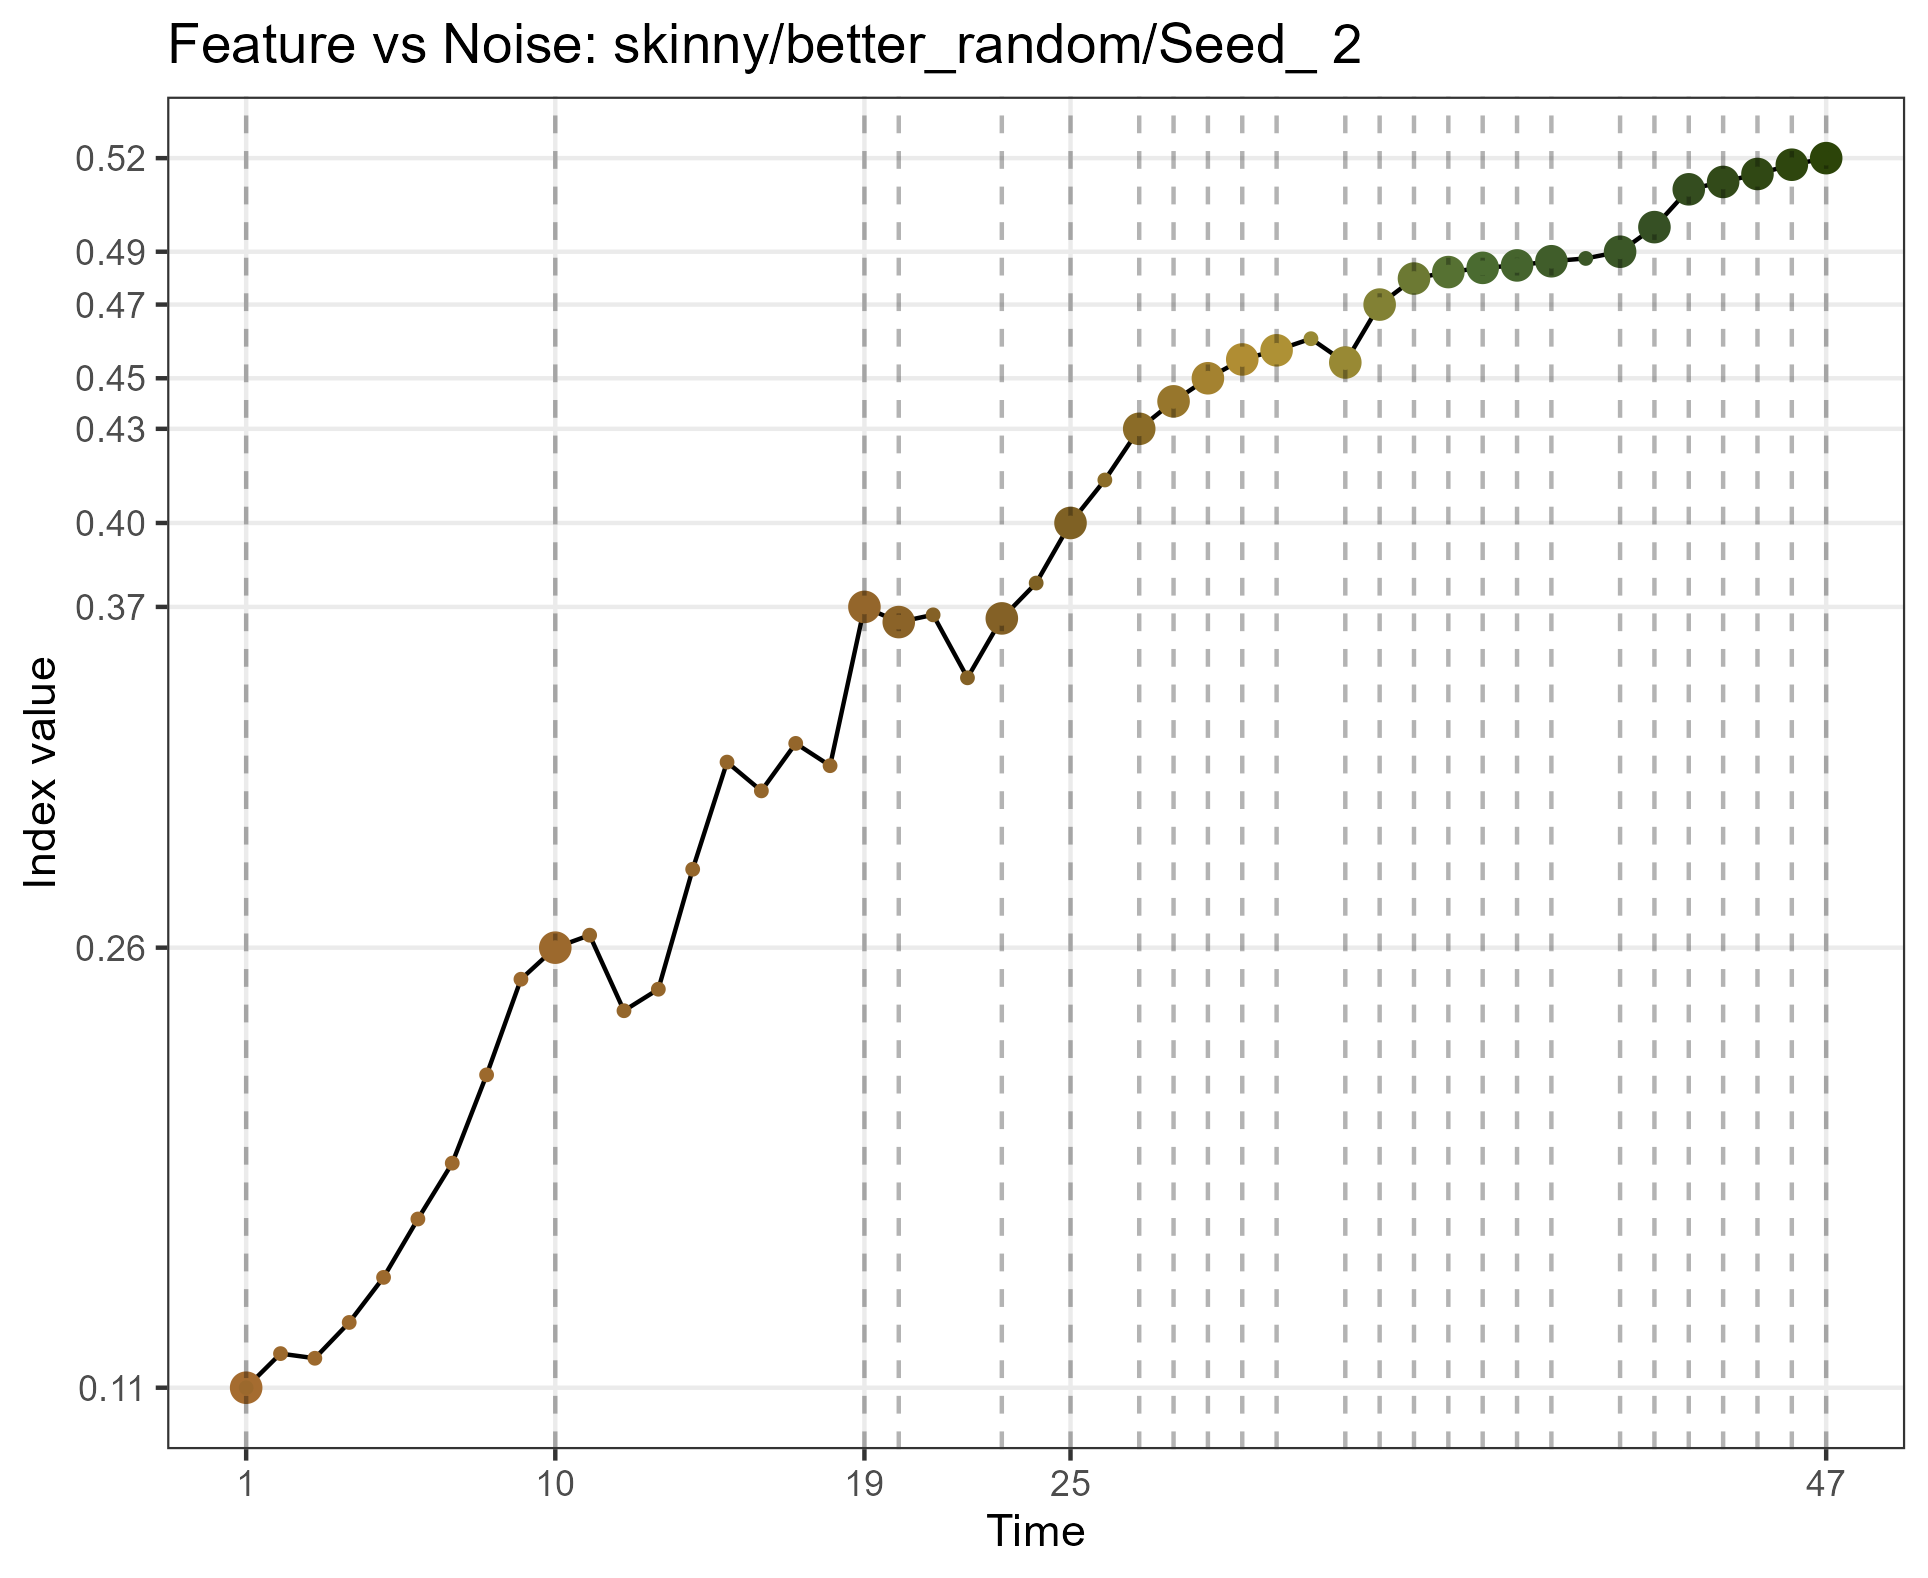 Feature vs Noise: skinny/better_random/Seed_ 2
0.52
0.49
0.47
0.45
0.43
0.40
0.37
0.26
0.11
Index value
1 10 19 25 47
Time